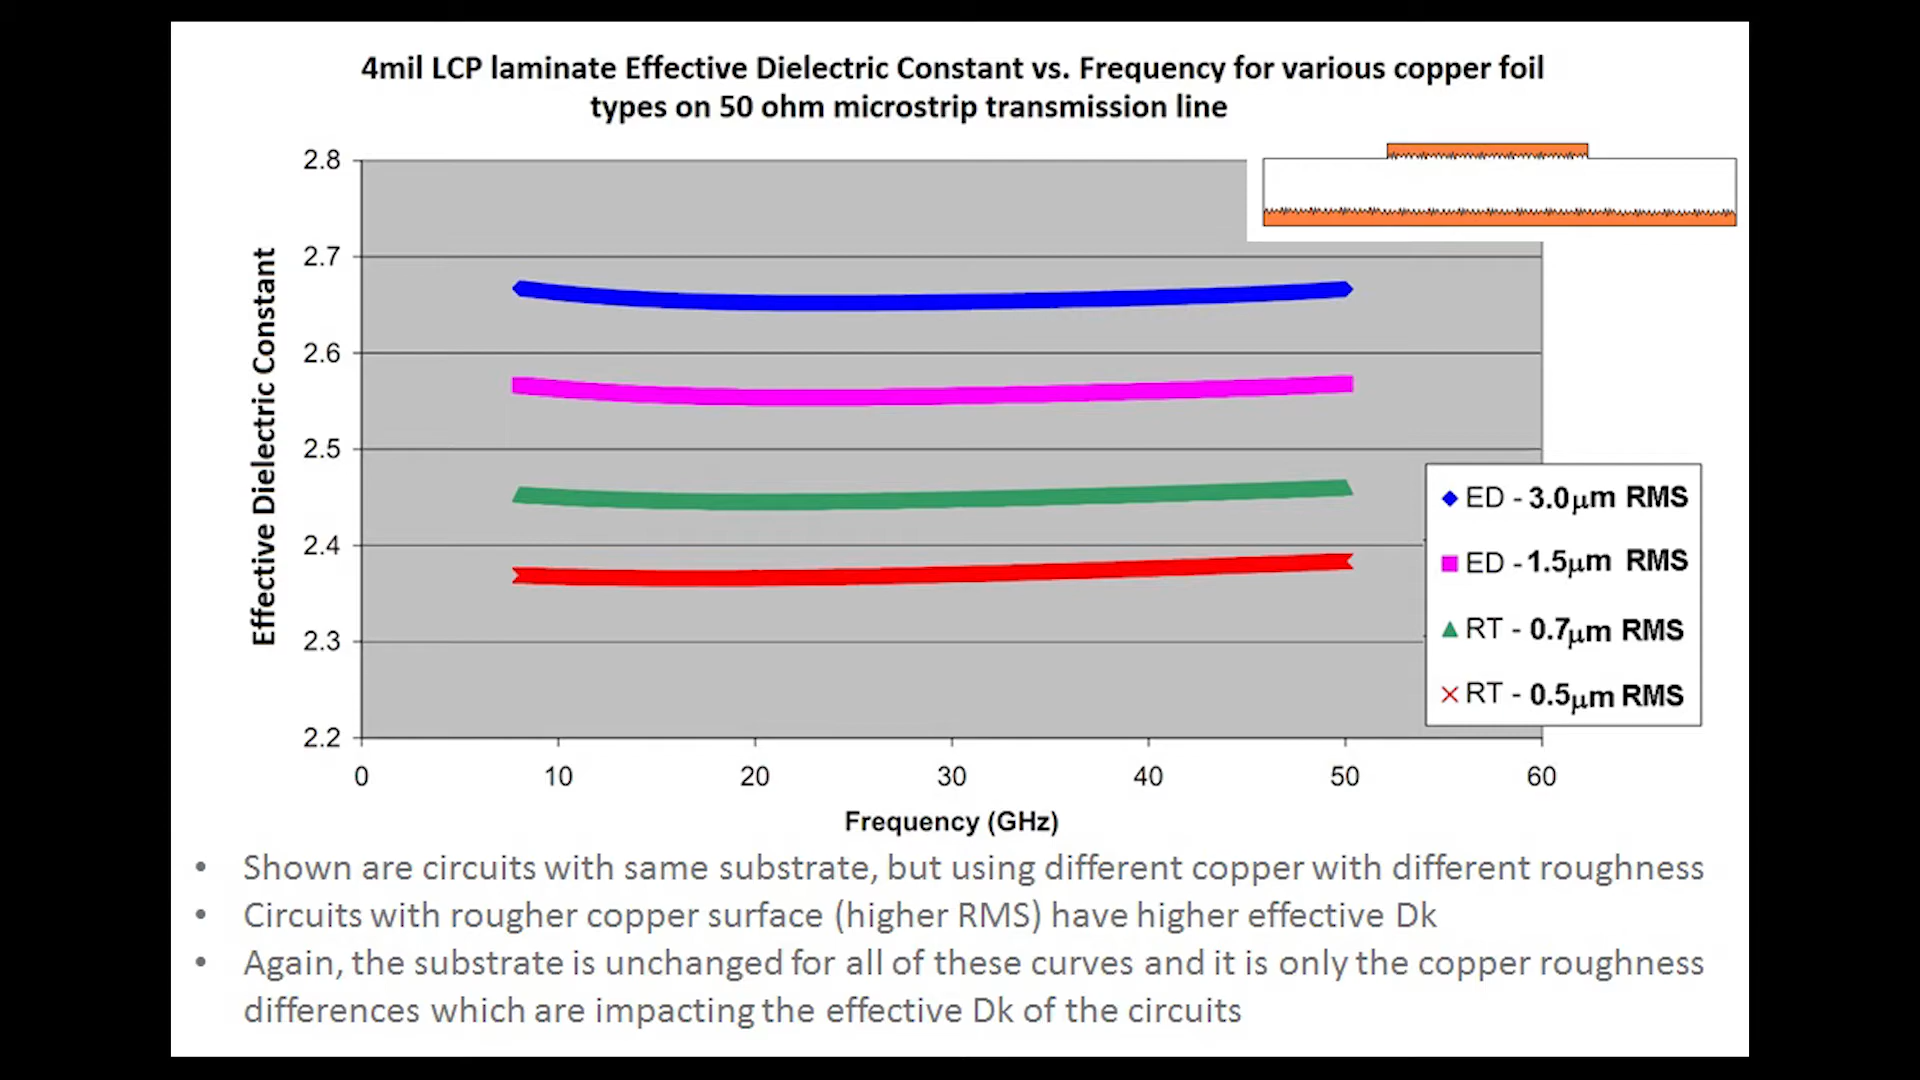 4mil LCP laminate Effective Dielectric Constant vs. Frequency for various copper foil
types on 50 ohm microstrip transmission line
Effective Dielectric Constant
2.8
2.7
2.6
2.5
2.4
2.3
2.2
0 10 20 30 40 50 60
Frequency (GHz)
ED - 3.0μm RMS
ED - 1.5μm RMS
RT - 0.7μm RMS
RT - 0.5μm RMS
• Shown are circuits with same substrate, but using different copper with different roughness
• Circuits with rougher copper surface (higher RMS) have higher effective Dk
• Again, the substrate is unchanged for all of these curves and it is only the copper roughness
differences which are impacting the effective Dk of the circuits